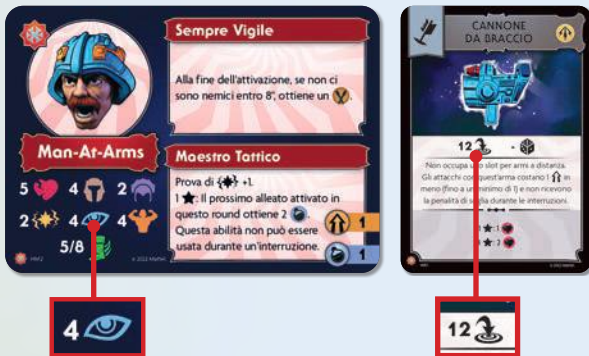 Sempre Vigile
Alla fine dell'attivazione, se non ci
sono nemici entro 8", ottiene un
Man-At-Arms
5 4 2
2 4 4
5/8
Maestro Tattico
Prova di +1.
1 ★: Il prossimo alleato attivato in
questo round ottiene 2
Questa abilità non può essere
usata durante un'interruzione.
1
1
© 2022 Mattel
4
CANNONE
DA BRACCIO
12 -
Non occupa uno slot per armi a distanza.
Gli attacchi con quest'arma costano 1 in
meno (fino a un minimo di 1) e non ricevono
la penalità di soglia durante le interruzioni.
1 ★: 1
★: 2
12